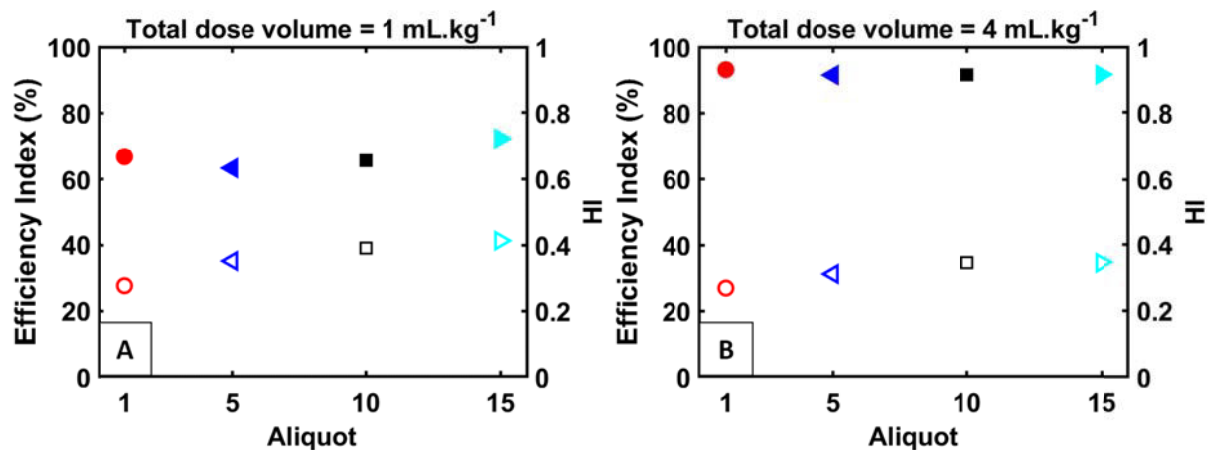 Total dose volume = 1 mL.kg⁻¹
100
80
60
40
20
0
Efficiency Index (%)
1
0.8
0.6
0.4
0.2
0
HI
A
1 5 10 15
Aliquot
Total dose volume = 4 mL.kg⁻¹
100
80
60
40
20
0
Efficiency Index (%)
1
0.8
0.6
0.4
0.2
0
HI
B
1 5 10 15
Aliquot